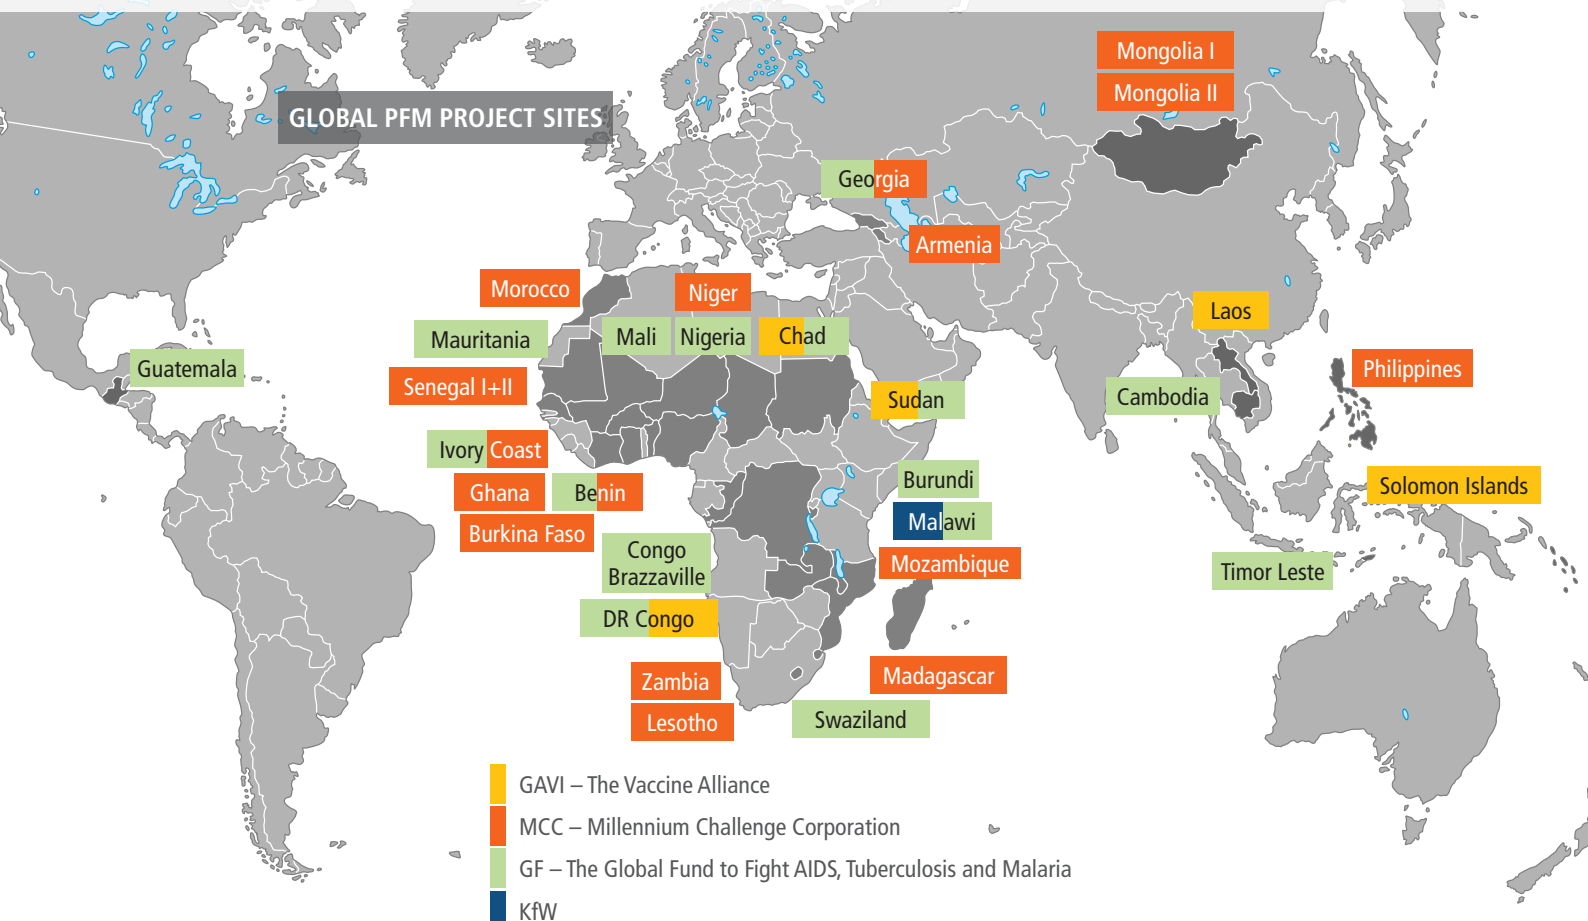 GLOBAL PFM PROJECT SITES
Mongolia I
Mongolia II
Georgia
Armenia
Morocco
Niger
Laos
Mauritania
Mali
Nigeria
Chad
Guatemala
Senegal I+II
Philippines
Sudan
Cambodia
Ivory Coast
Burundi
Solomon Islands
Ghana
Benin
Malawi
Burkina Faso
Congo
Brazzaville
Mozambique
Timor Leste
DR Congo
Zambia
Madagascar
Lesotho
Swaziland
GAVI – The Vaccine Alliance
MCC – Millennium Challenge Corporation
GF – The Global Fund to Fight AIDS, Tuberculosis and Malaria
KfW